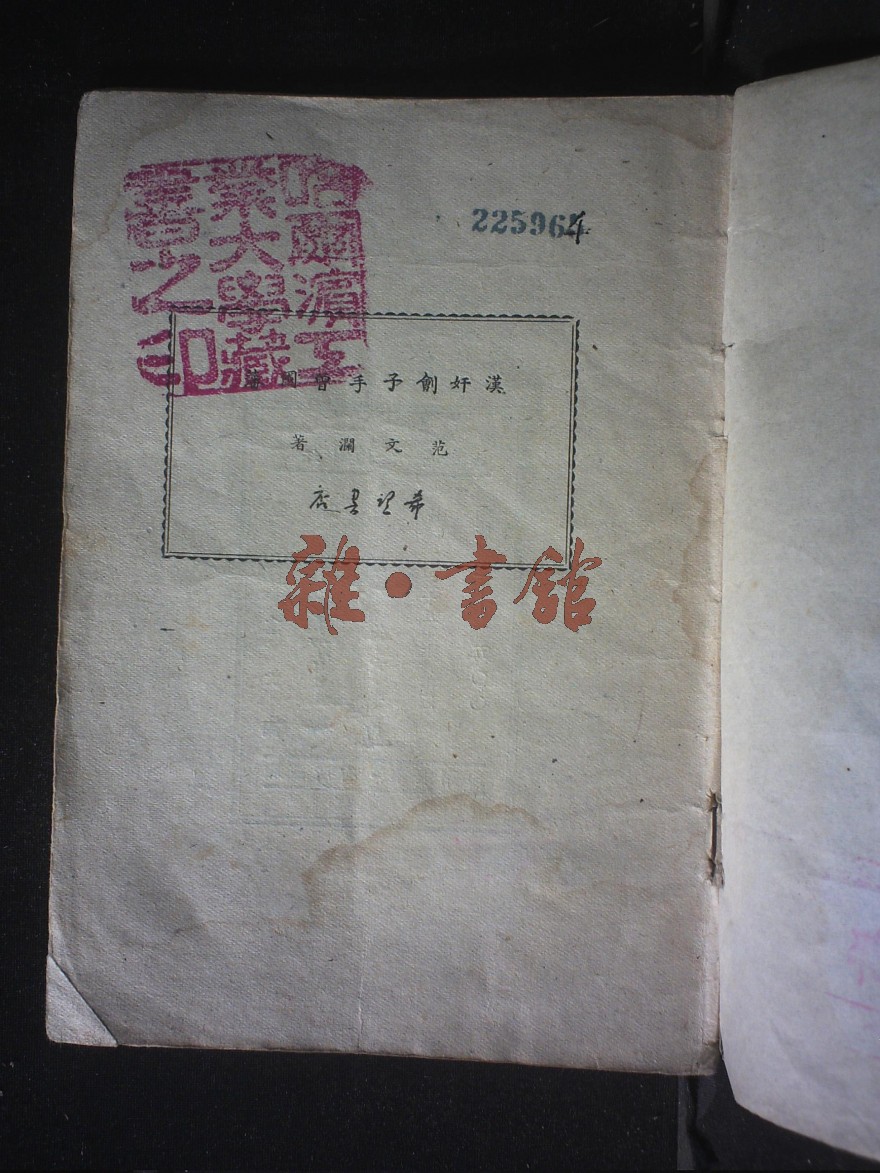 哈爾濱工
業大學藏
書之印
225964
漢奸劊子手曾國藩
范文瀾著
希望書店
雜·書館